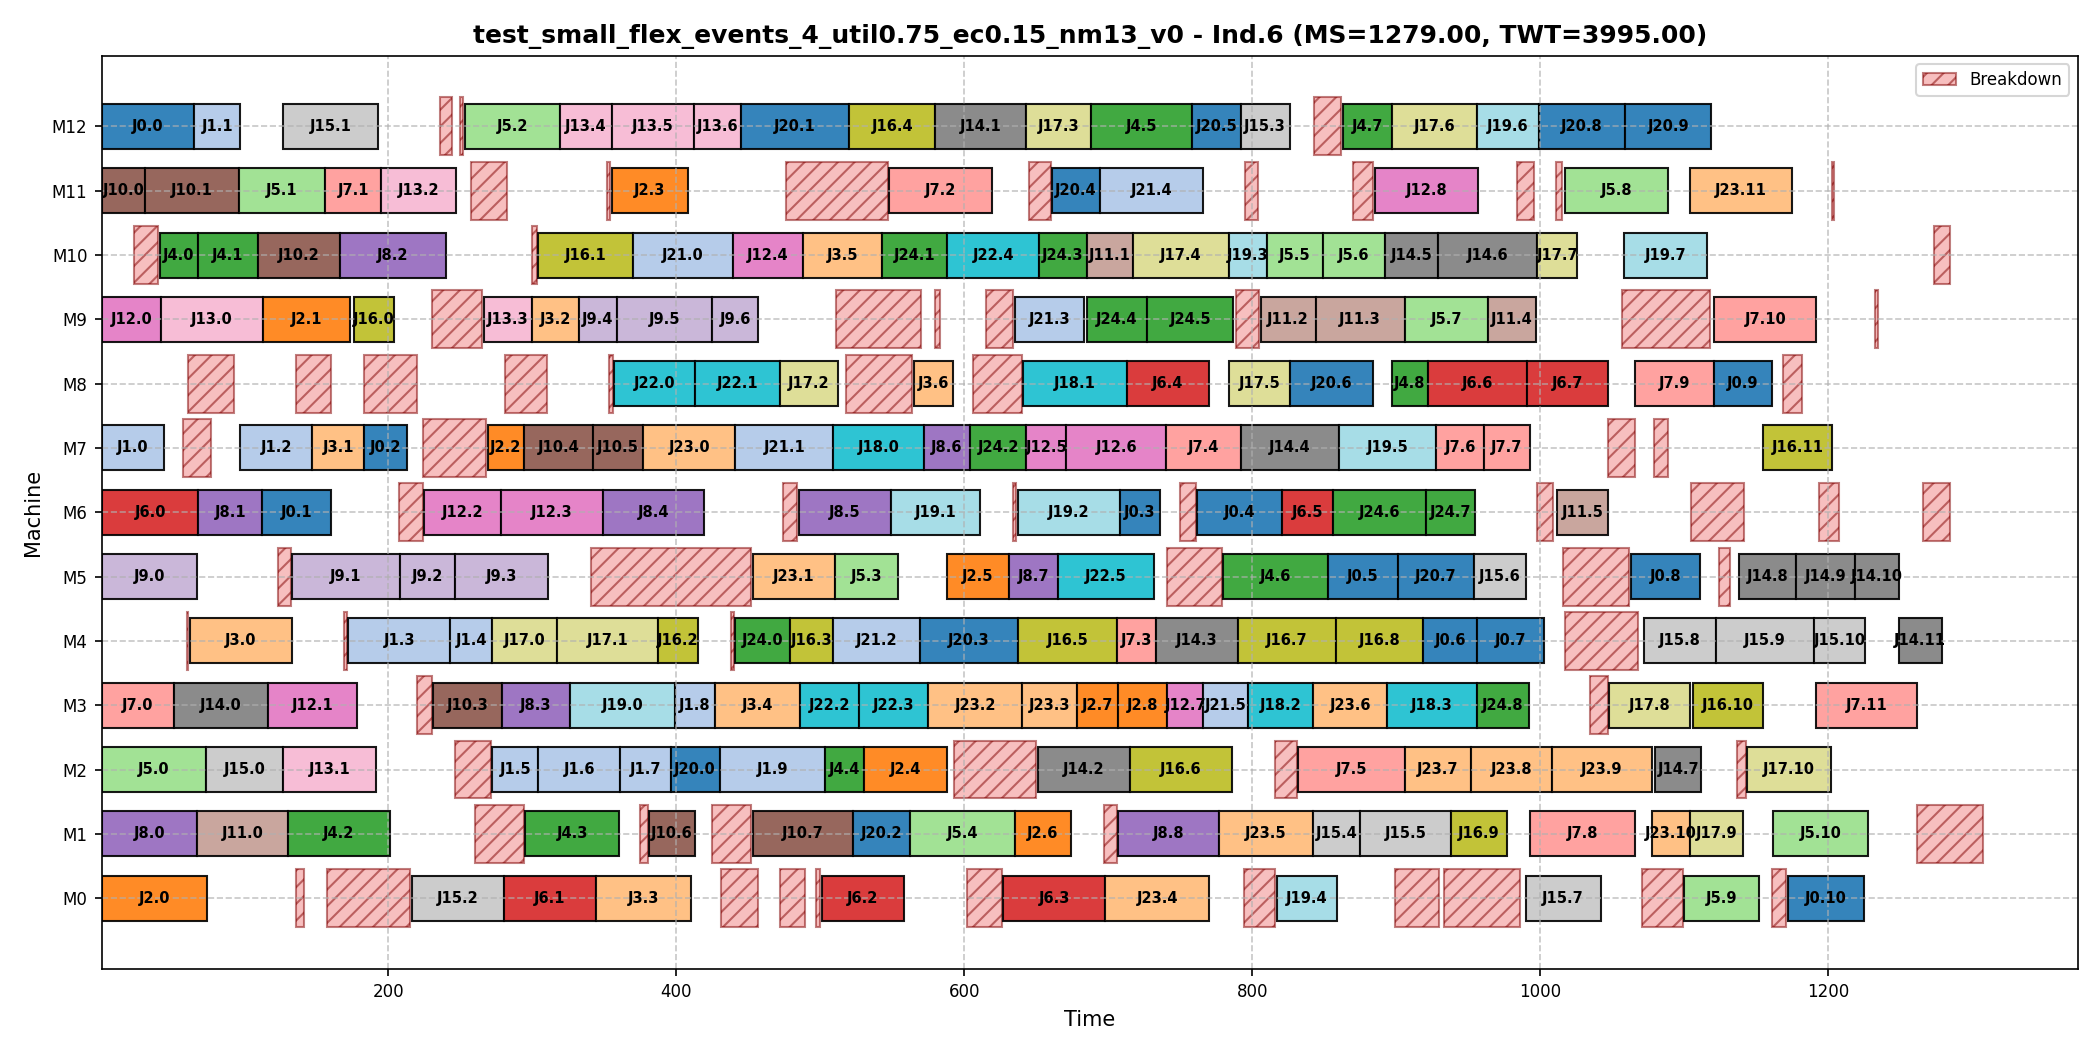 test_small_flex_events_4_util0.75_ec0.15_nm13_v0 - Ind.6 (MS=1279.00, TWT=3995.00)
Breakdown
M12 J0.0 J1.1 J15.1 J5.2 J13.4 J13.5 J13.6 J20.1 J16.4 J14.1 J17.3 J4.5 J20.5 J15.3 J4.7 J17.6 J19.6 J20.8 J20.9
M11 J10.0 J10.1 J5.1 J7.1 J13.2 J2.3 J7.2 J20.4 J21.4 J12.8 J5.8 J23.11
M10 J4.0 J4.1 J10.2 J8.2 J16.1 J21.0 J12.4 J3.5 J24.1 J22.4 J24.3 J11.1 J17.4 J19.3 J5.5 J5.6 J14.5 J14.6 J17.7 J19.7
M9 J12.0 J13.0 J2.1 J16.0 J13.3 J3.2 J9.4 J9.5 J9.6 J21.3 J24.4 J24.5 J11.2 J11.3 J5.7 J11.4 J7.10
M8 J22.0 J22.1 J17.2 J3.6 J18.1 J6.4 J17.5 J20.6 J4.8 J6.6 J6.7 J7.9 J0.9
M7 J1.0 J1.2 J3.1 J0.2 J2.2 J10.4 J10.5 J23.0 J21.1 J18.0 J8.6 J24.2 J12.5 J12.6 J7.4 J14.4 J19.5 J7.6 J7.7 J16.11
M6 J6.0 J8.1 J0.1 J12.2 J12.3 J8.4 J8.5 J19.1 J19.2 J0.3 J0.4 J6.5 J24.6 J24.7 J11.5
M5 J9.0 J9.1 J9.2 J9.3 J23.1 J5.3 J2.5 J8.7 J22.5 J4.6 J0.5 J20.7 J15.6 J0.8 J14.8 J14.9 J14.10
M4 J3.0 J1.3 J1.4 J17.0 J17.1 J16.2 J24.0 J16.3 J21.2 J20.3 J16.5 J7.3 J14.3 J16.7 J16.8 J0.6 J0.7 J15.8 J15.9 J15.10 J14.11
M3 J7.0 J14.0 J12.1 J10.3 J8.3 J19.0 J1.8 J3.4 J22.2 J22.3 J23.2 J23.3 J2.7 J2.8 J12.7 J21.5 J18.2 J23.6 J18.3 J24.8 J17.8 J16.10 J7.11
M2 J5.0 J15.0 J13.1 J1.5 J1.6 J1.7 J20.0 J1.9 J4.4 J2.4 J14.2 J16.6 J7.5 J23.7 J23.8 J23.9 J14.7 J17.10
M1 J8.0 J11.0 J4.2 J4.3 J10.6 J10.7 J20.2 J5.4 J2.6 J8.8 J23.5 J15.4 J15.5 J16.9 J7.8 J23.10 J17.9 J5.10
M0 J2.0 J15.2 J6.1 J3.3 J6.2 J6.3 J23.4 J19.4 J15.7 J5.9 J0.10
200 400 600 800 1000 1200
Time
Machine